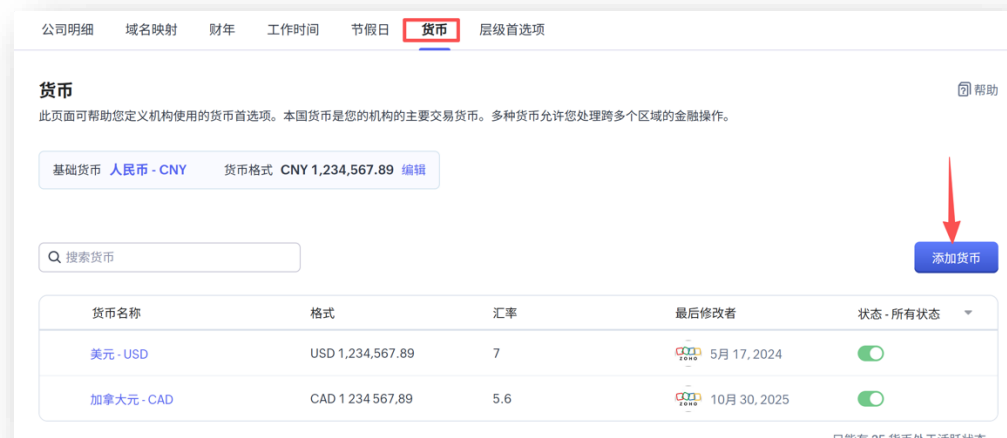 公司明细 域名映射 财年 工作时间 节假日 货币 层级首选项
货币 帮助
此页面可帮助您定义机构使用的货币首选项。本国货币是您的机构的主要交易货币。多种货币允许您处理跨多个区域的金融操作。
基础货币 人民币 - CNY 货币格式 CNY 1,234,567.89 编辑
搜索货币 添加货币
货币名称 格式 汇率 最后修改者 状态 - 所有状态
美元 - USD USD 1,234,567.89 7 ZOHO 5月 17, 2024
加拿大元 - CAD CAD 1 234 567,89 5.6 ZOHO 10月 30, 2025